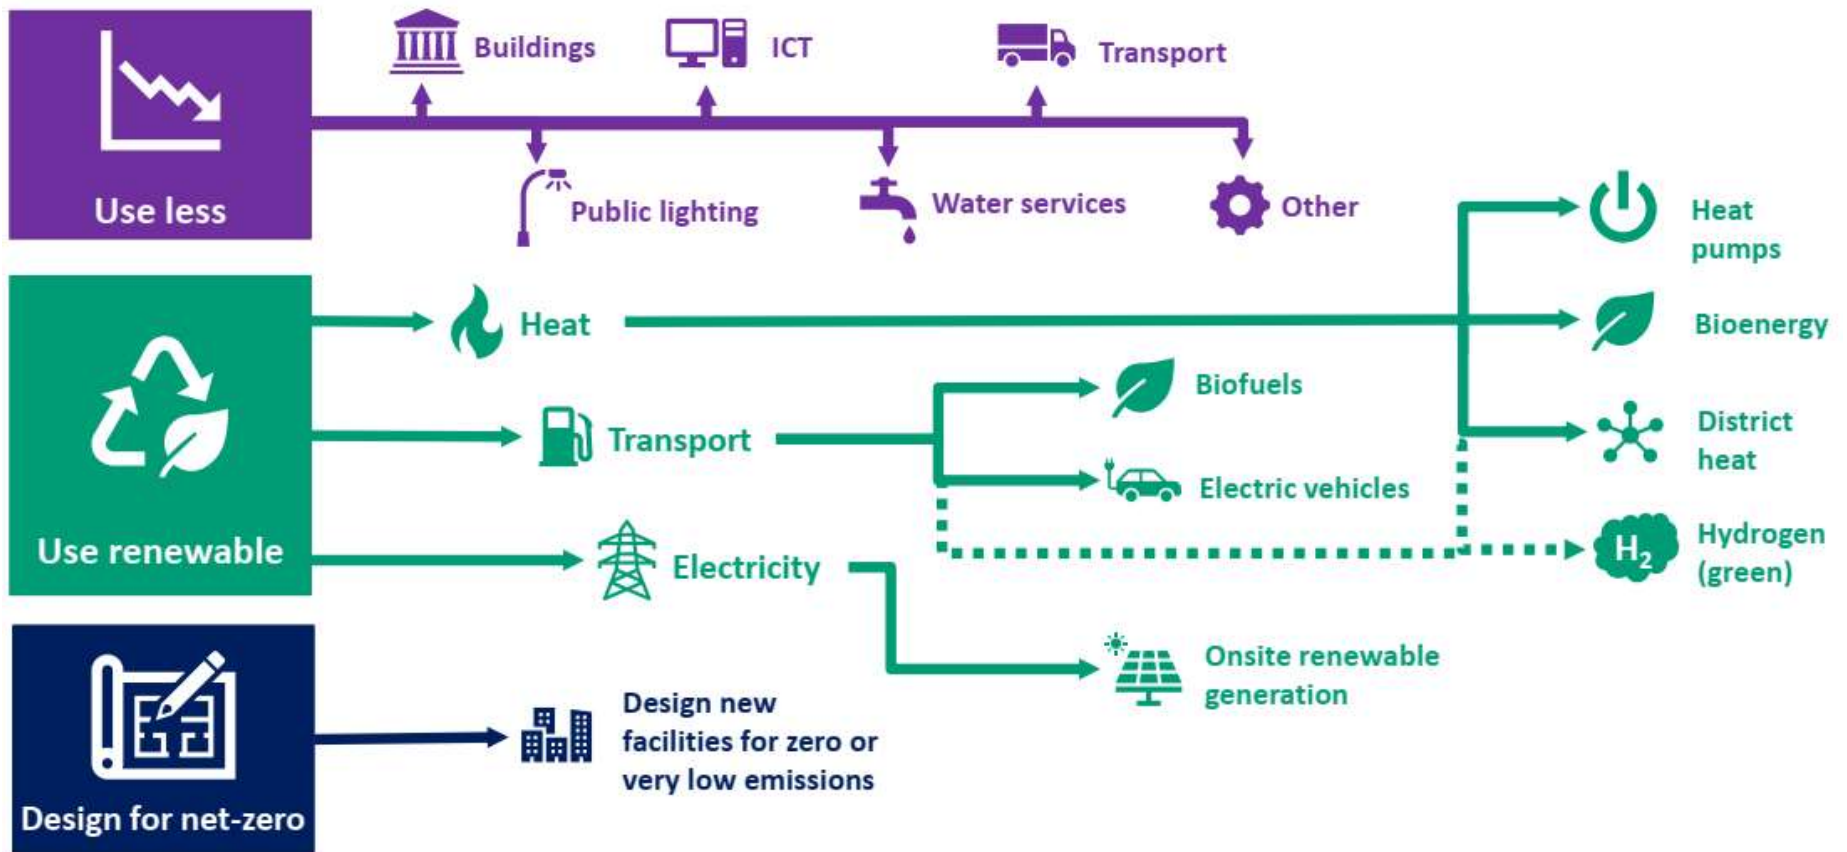 Buildings
ICT
Transport
Use less
Public lighting
Water services
Other
Heat
pumps
Heat
Bioenergy
Biofuels
Transport
District
heat
Electric vehicles
Use renewable
Electricity
H2
Hydrogen
(green)
Onsite renewable
generation
Design new
facilities for zero or
very low emissions
Design for net-zero